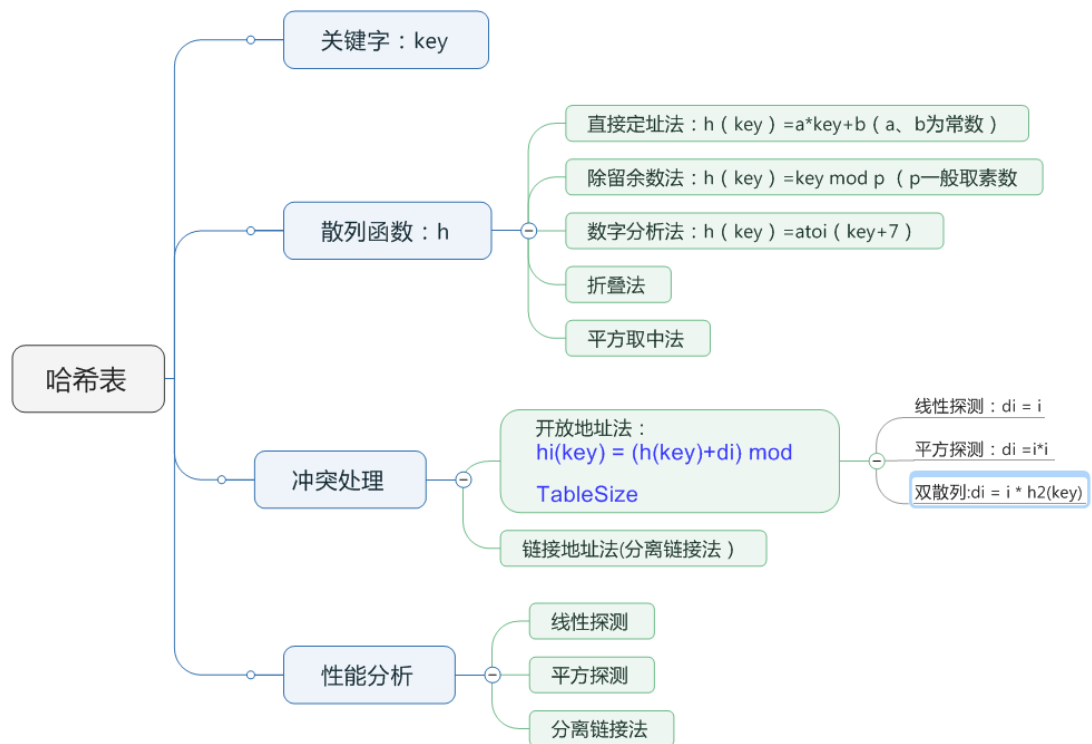 关键字：key
直接定址法：h（key）=a*key+b（a、b为常数）
除留余数法：h（key）=key mod p （p一般取素数
散列函数：h
数字分析法：h（key）=atoi（key+7）
折叠法
平方取中法
哈希表
冲突处理
开放地址法：
hi(key) = (h(key)+di) mod
TableSize
线性探测：di = i
平方探测：di =i*i
双散列:di = i * h2(key)
链接地址法(分离链接法）
性能分析
线性探测
平方探测
分离链接法